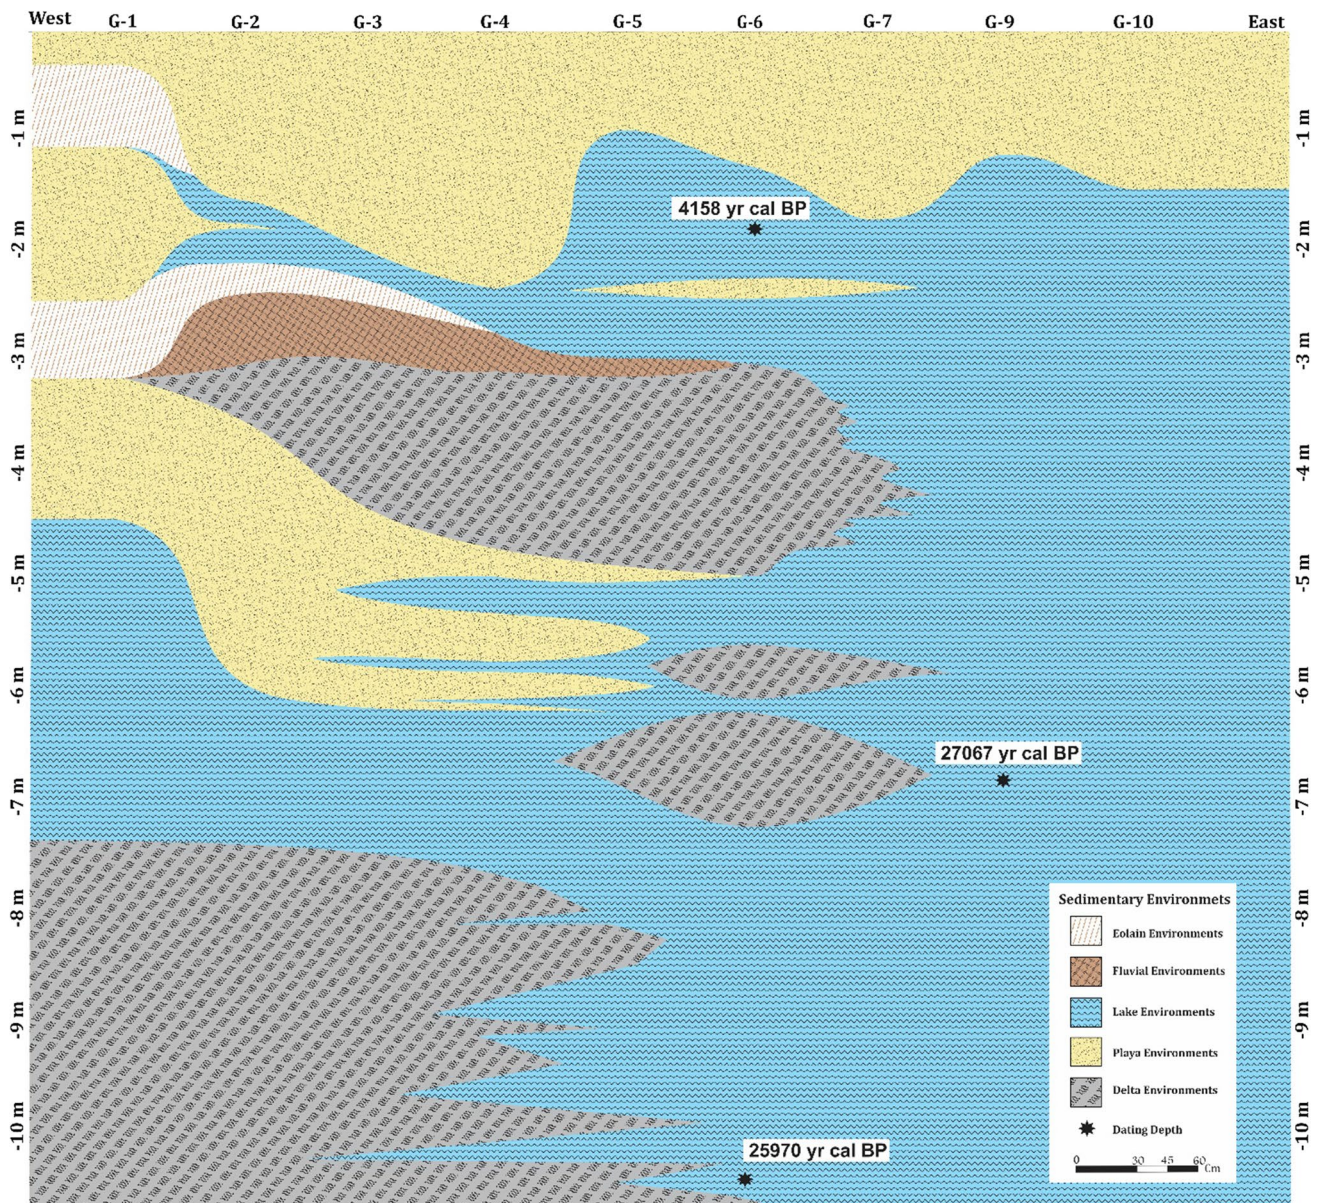 West G-1 G-2 G-3 G-4 G-5 G-6 G-7 G-9 G-10 East
-1 m -1 m
4158 yr cal BP
-2 m -2 m
-3 m -3 m
-4 m -4 m
-5 m -5 m
-6 m -6 m
27067 yr cal BP
-7 m -7 m
-8 m -8 m
Sedimentary Environmets
Eolain Environments
Fluvial Environments
-9 m -9 m
Lake Environments
Playa Environments
Delta Environments
-10 m -10 m
Dating Depth
25970 yr cal BP
0 30 45 60 Cm